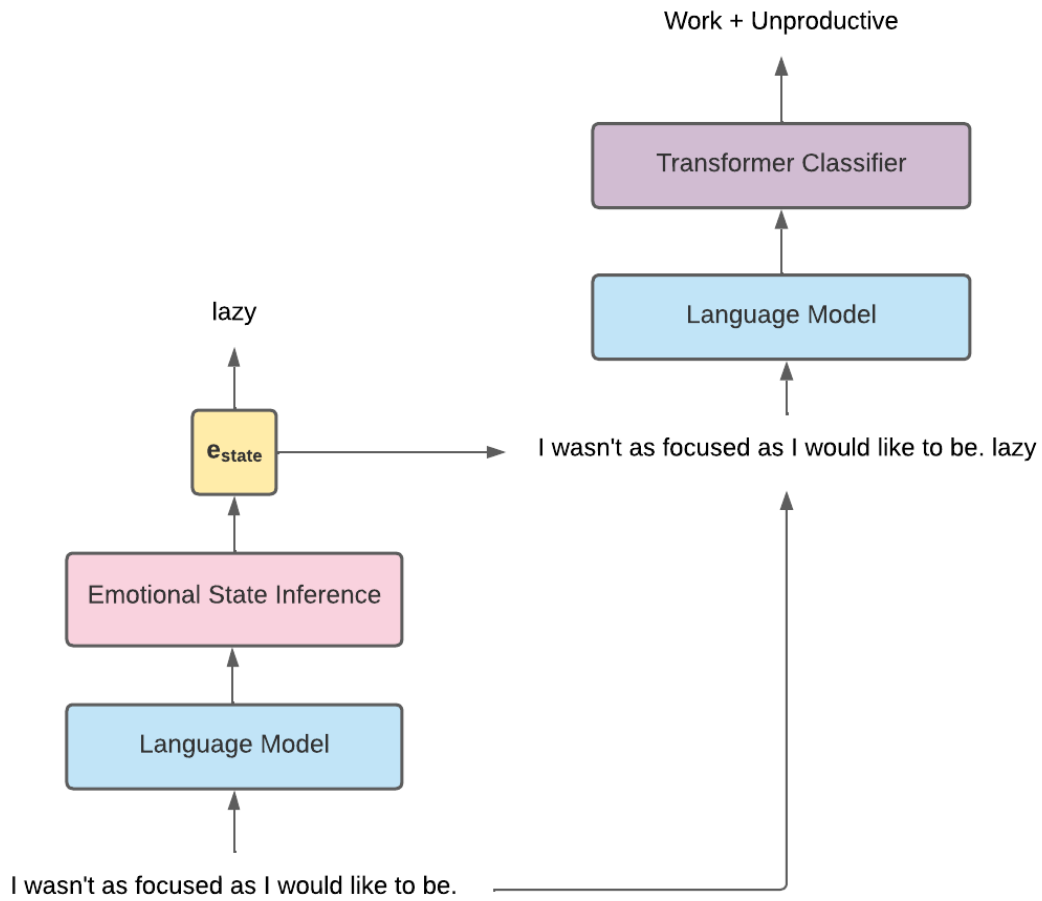 Work + Unproductive
Transformer Classifier
Language Model
lazy
e_state
I wasn't as focused as I would like to be. lazy
Emotional State Inference
Language Model
I wasn't as focused as I would like to be.